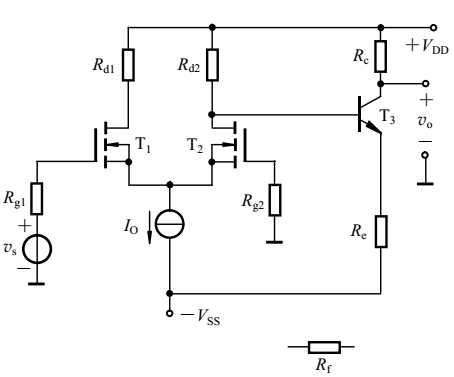 R_c
+V_DD
R_d1
R_d2
+
T_1
T_2
T_3
v_o
−
R_g1
R_g2
+
I_O
R_e
v_s
−
−V_SS
R_f